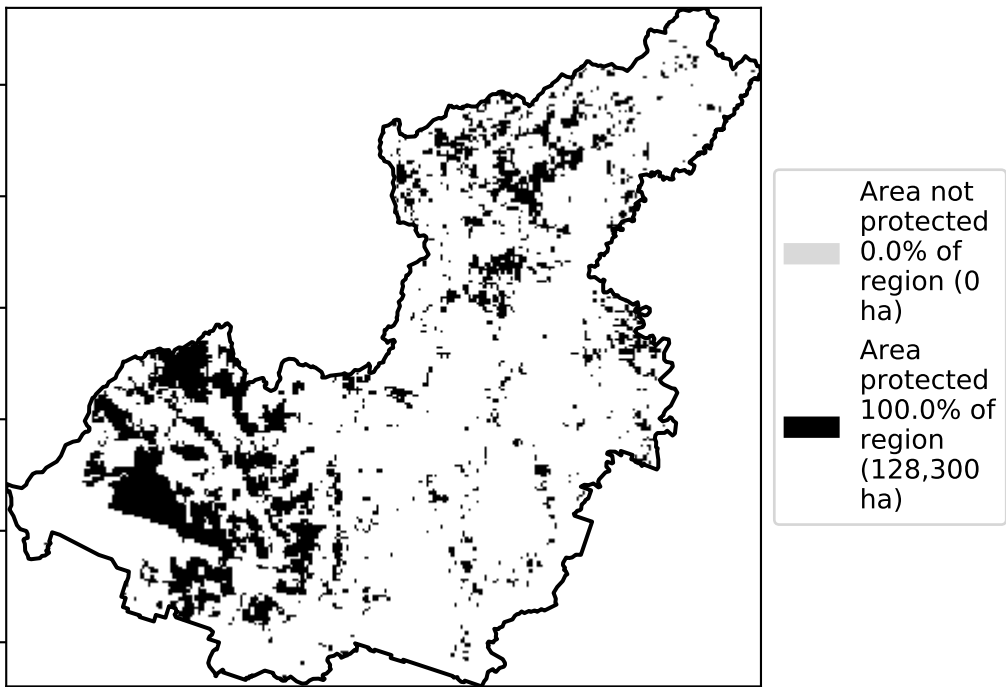 Area not
protected
0.0% of
region (0
ha)
Area
protected
100.0% of
region
(128,300
ha)